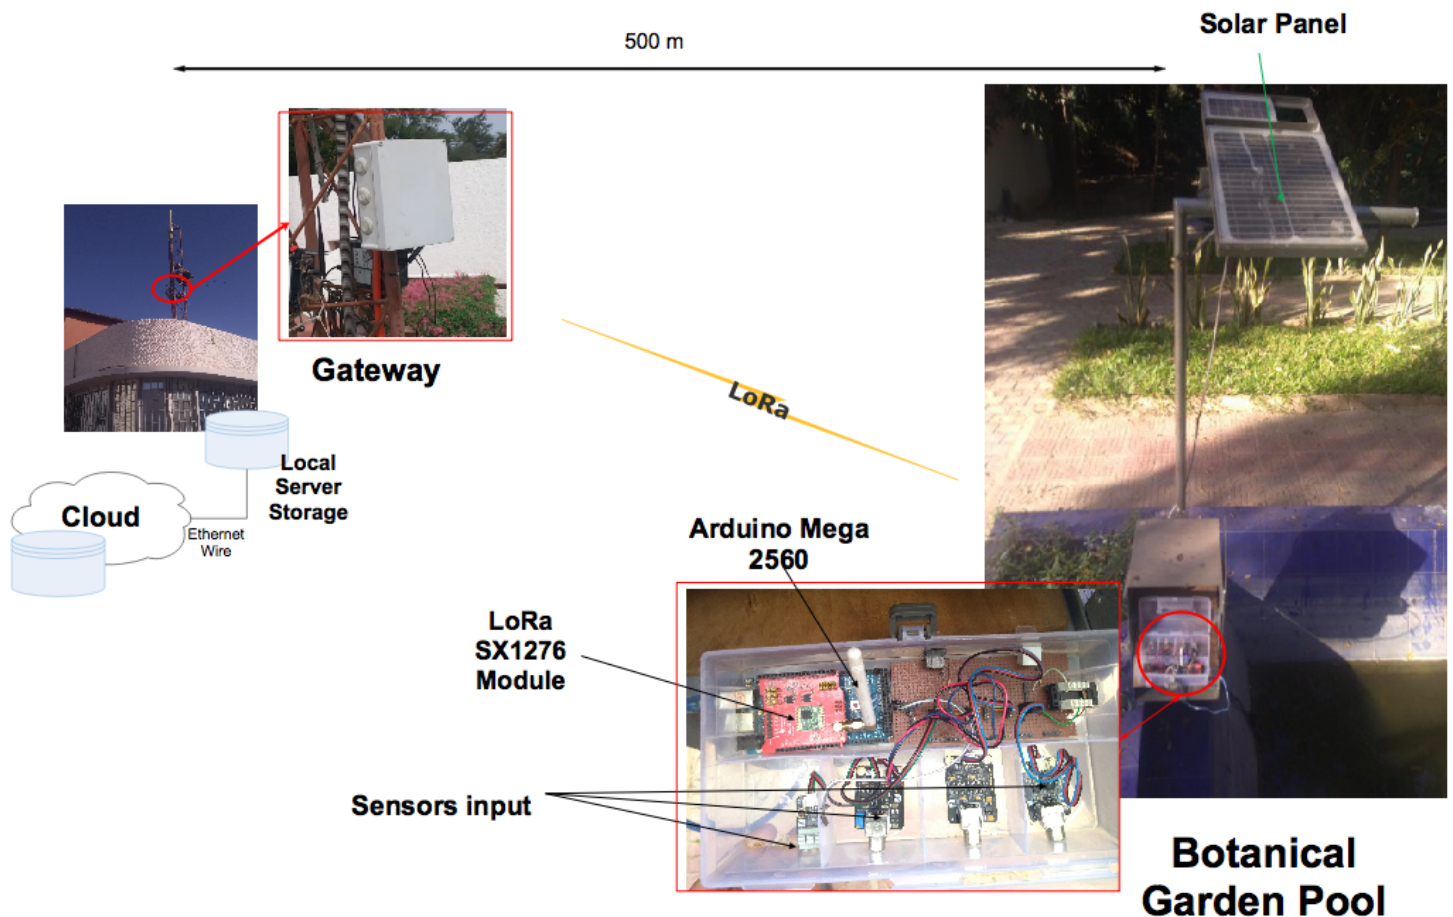 Solar Panel
500 m
Gateway
LoRa
Local
Server
Storage
Cloud
Ethernet
Wire
Arduino Mega
2560
LoRa
SX1276
Module
Sensors input
Botanical
Garden Pool